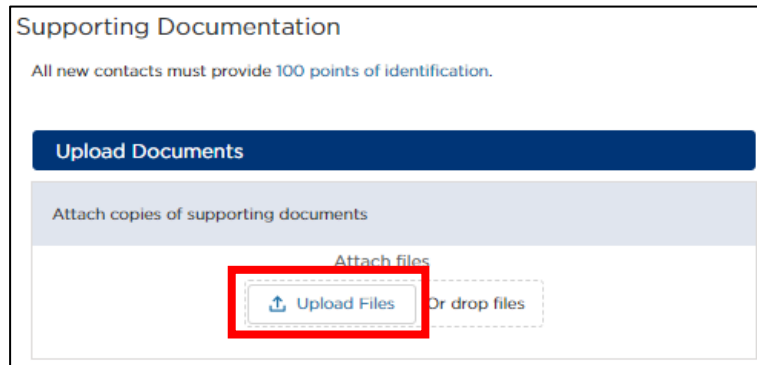 Supporting Documentation
All new contacts must provide 100 points of identification.
Upload Documents
Attach copies of supporting documents
Attach files
Upload Files Or drop files